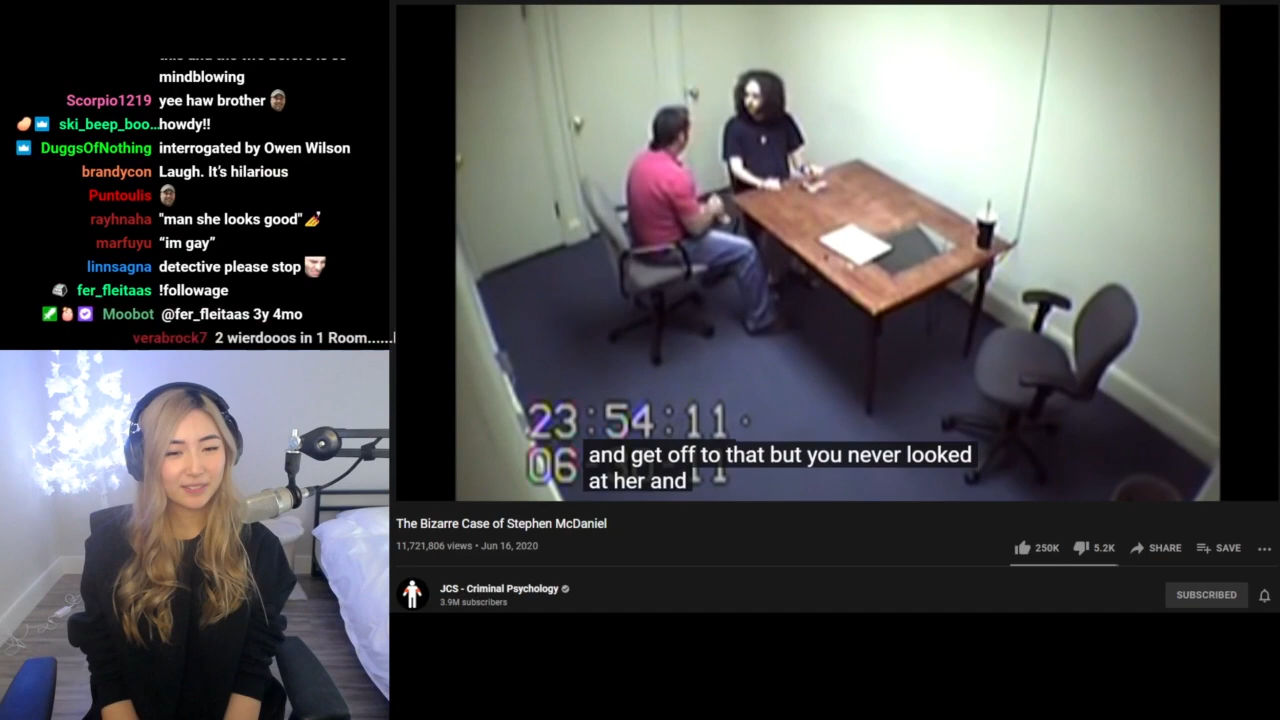 mindblowing
Scorpio1219 yee haw brother
ski_beep_boo... howdy!!
DuggsOfNothing interrogated by Owen Wilson
brandycon Laugh. It's hilarious
Puntoulis
rayhnaha "man she looks good"
marfuyu “im gay”
linnsagna detective please stop
fer_fleitaas !followage
Moobot @fer_fleitaas 3y 4mo
verabrock7 2 wierdooos in 1 Room......
23:54:11
06
11
and get off to that but you never looked
at her and
The Bizarre Case of Stephen McDaniel
11,721,806 views • Jun 16, 2020
250K 5.2K SHARE SAVE
JCS - Criminal Psychology
3.9M subscribers
SUBSCRIBED